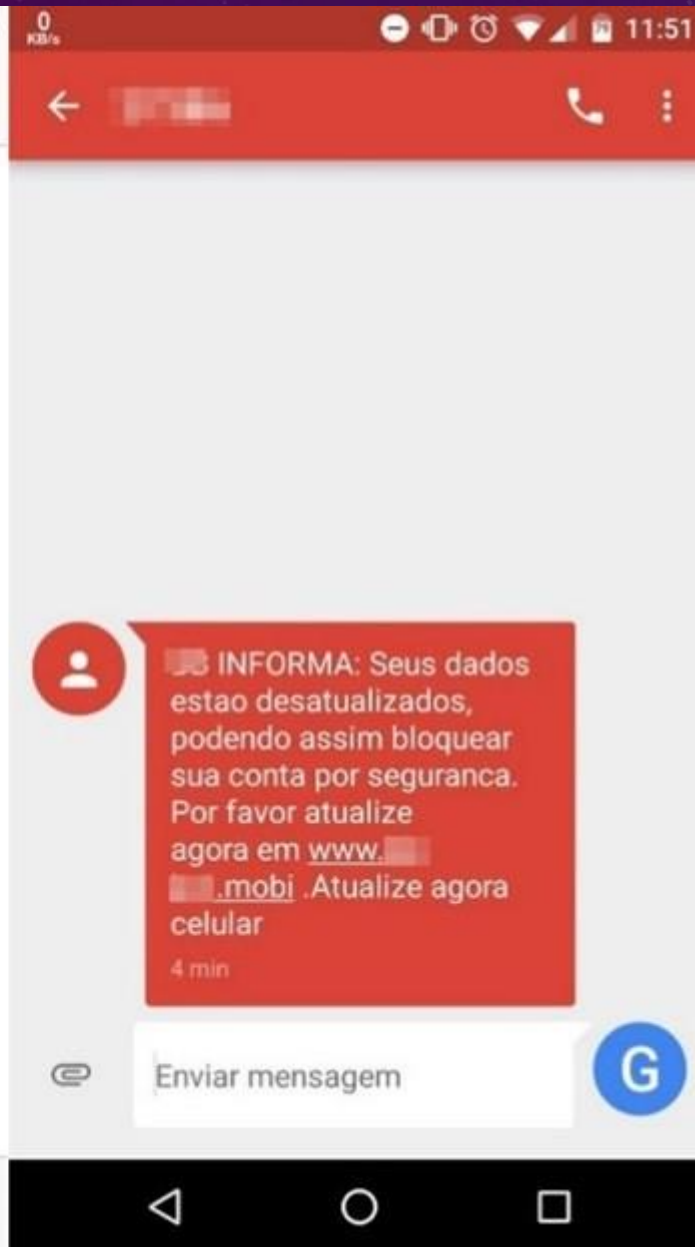 0
KB/s
11:51
INFORMA: Seus dados
estao desatualizados,
podendo assim bloquear
sua conta por seguranca.
Por favor atualize
agora em www.
.mobi .Atualize agora
celular
4 min
Enviar mensagem
G